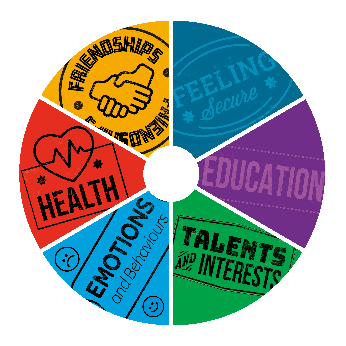 FRIENDSHIPS
FEELING
Secure
EDUCATION
TALENTS
AND INTERESTS
EMOTIONS
and Behaviours
HEALTH